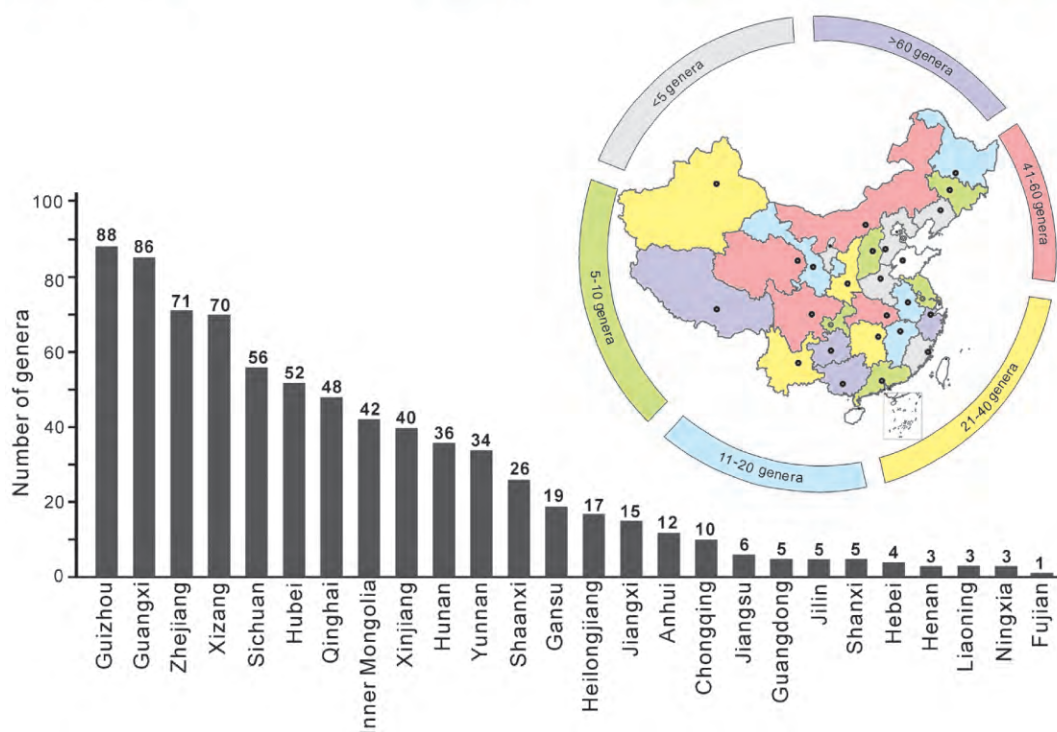 <5 genera
>60 genera
41-60 genera
5-10 genera
21-40 genera
11-20 genera
Number of genera
100
80
60
40
20
0
88
86
71
70
56
52
48
42
40
36
34
26
19
17
15
12
10
6
5
5
5
4
3
3
3
1
Guizhou
Guangxi
Zhejiang
Xizang
Sichuan
Hubei
Qinghai
Inner Mongolia
Xinjiang
Hunan
Yunnan
Shaanxi
Gansu
Heilongjiang
Jiangxi
Anhui
Chongqing
Jiangsu
Guangdong
Jilin
Shanxi
Hebei
Henan
Liaoning
Ningxia
Fujian